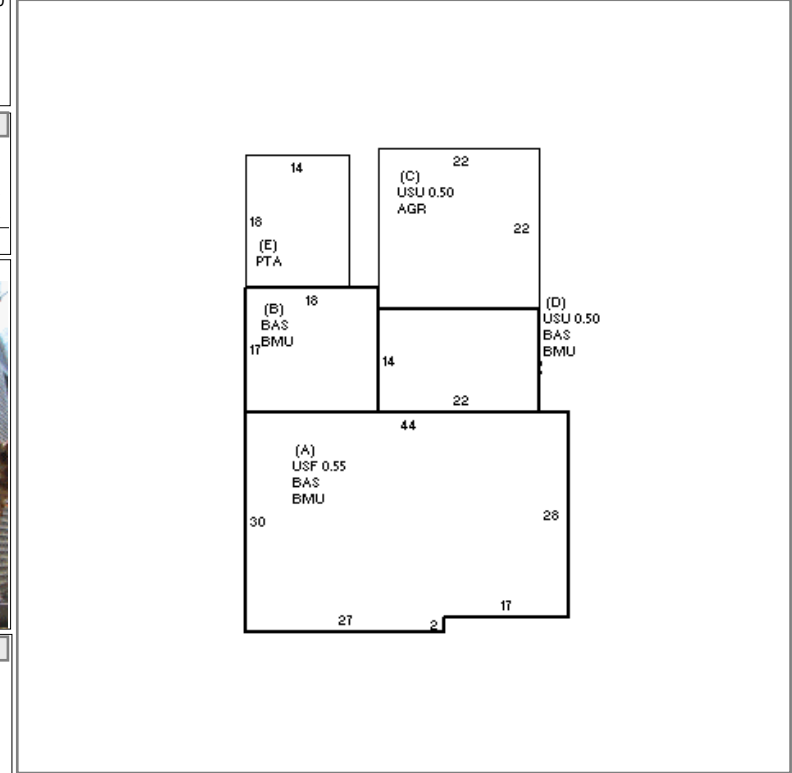 14
22
(C)
USU 0.50
AGR
18
22
(E)
PTA
18
(B)
BAS
BMU
17
(D)
USU 0.50
BAS
BMU
14
22
44
(A)
USF 0.55
BAS
BMU
30
28
17
27
2